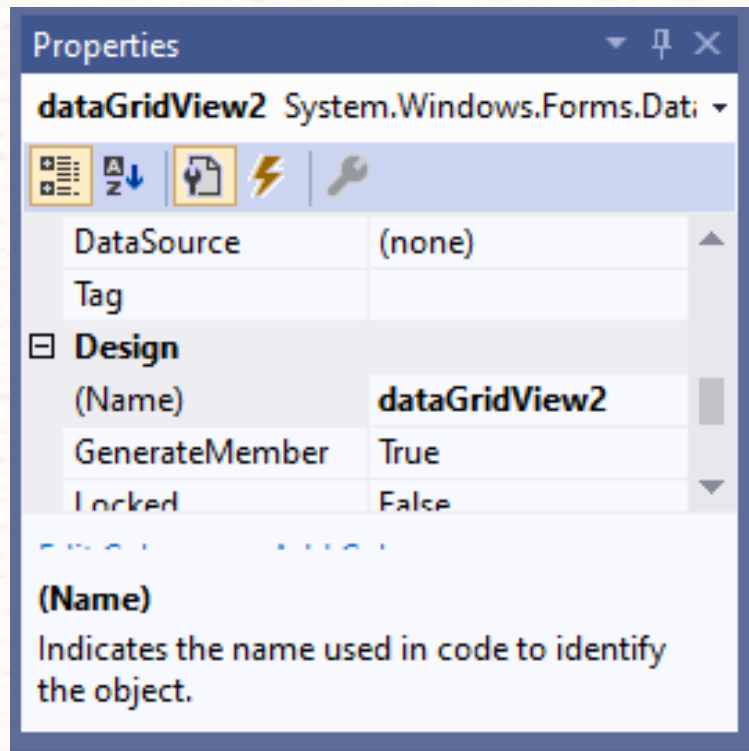 Properties
dataGridView2 System.Windows.Forms.Data
DataSource (none)
Tag
Design
(Name) dataGridView2
GenerateMember True
Locked False
(Name)
Indicates the name used in code to identify
the object.